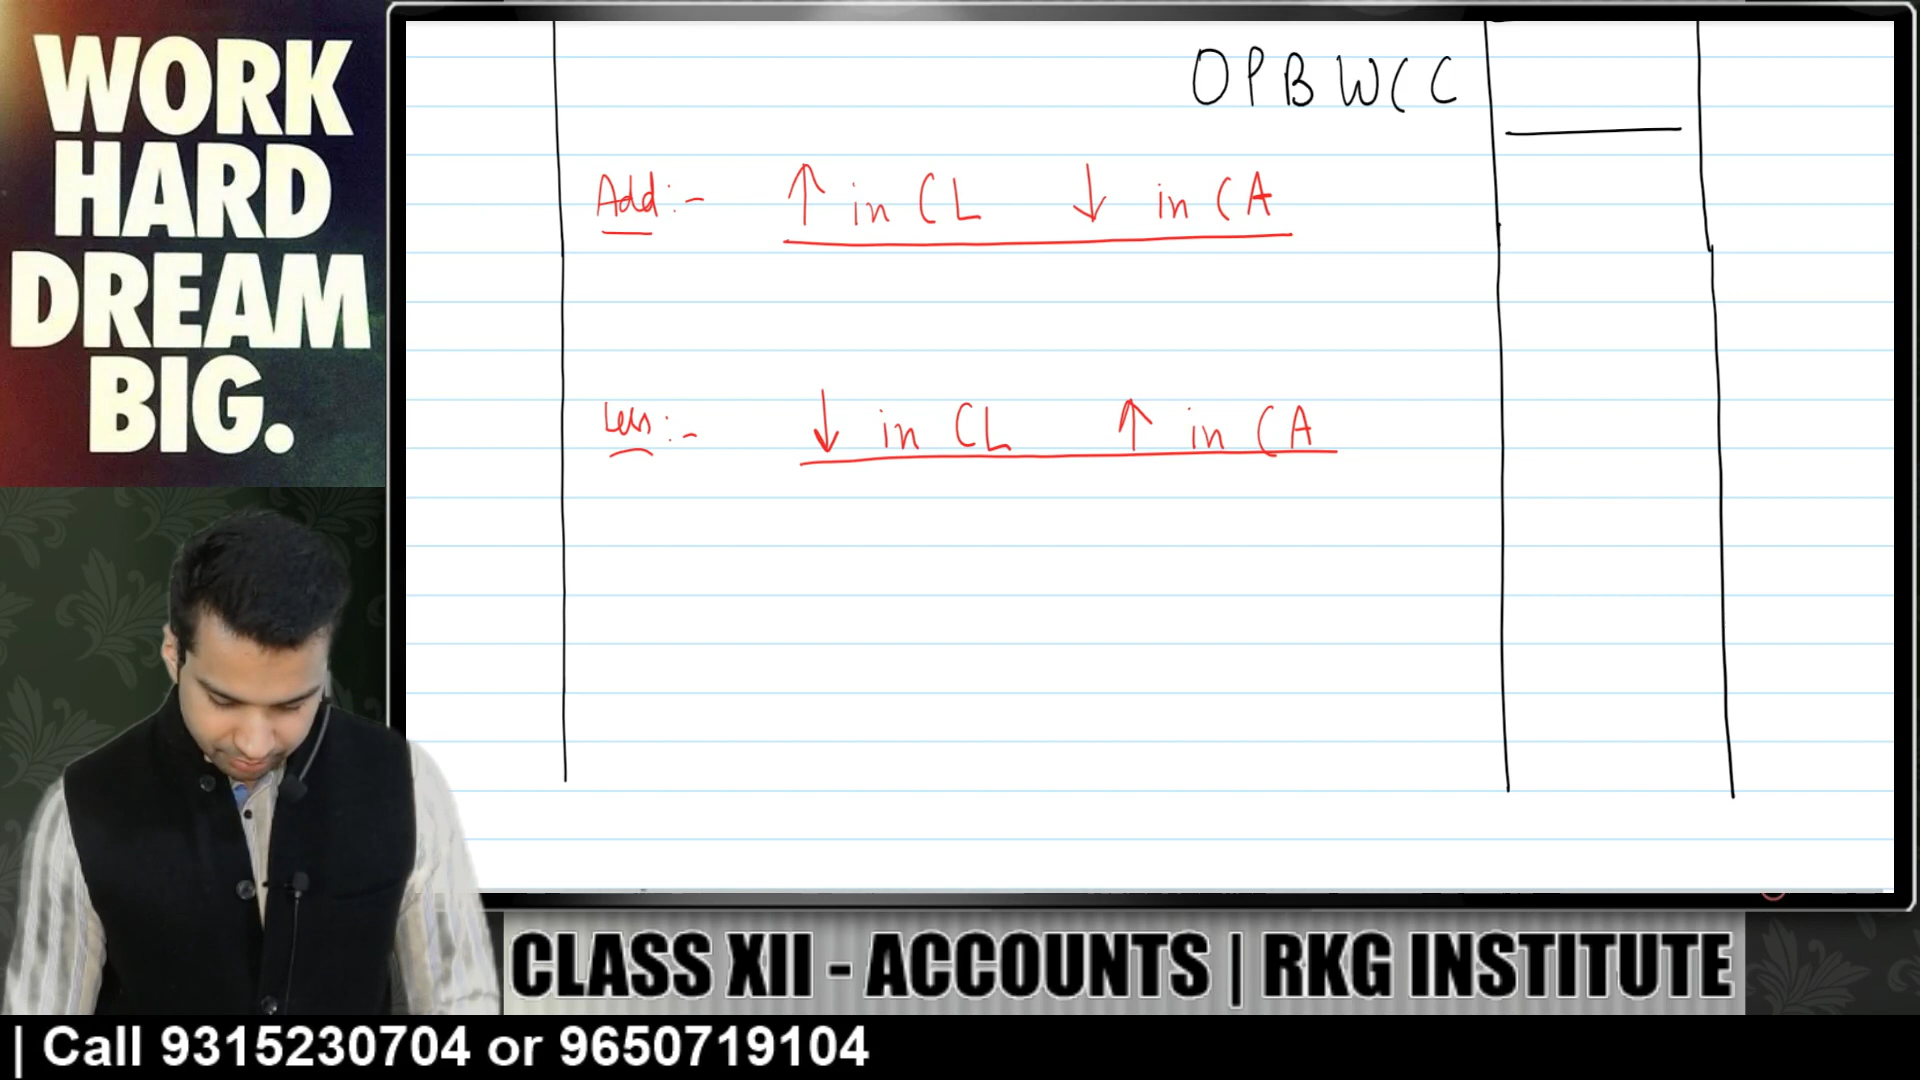 WORK
HARD
DREAM
BIG.
OPBWCC
Add:- ↑ in CL ↓ in CA
Less:- ↓ in CL ↑ in CA
CLASS XII - ACCOUNTS | RKG INSTITUTE
| Call 9315230704 or 9650719104